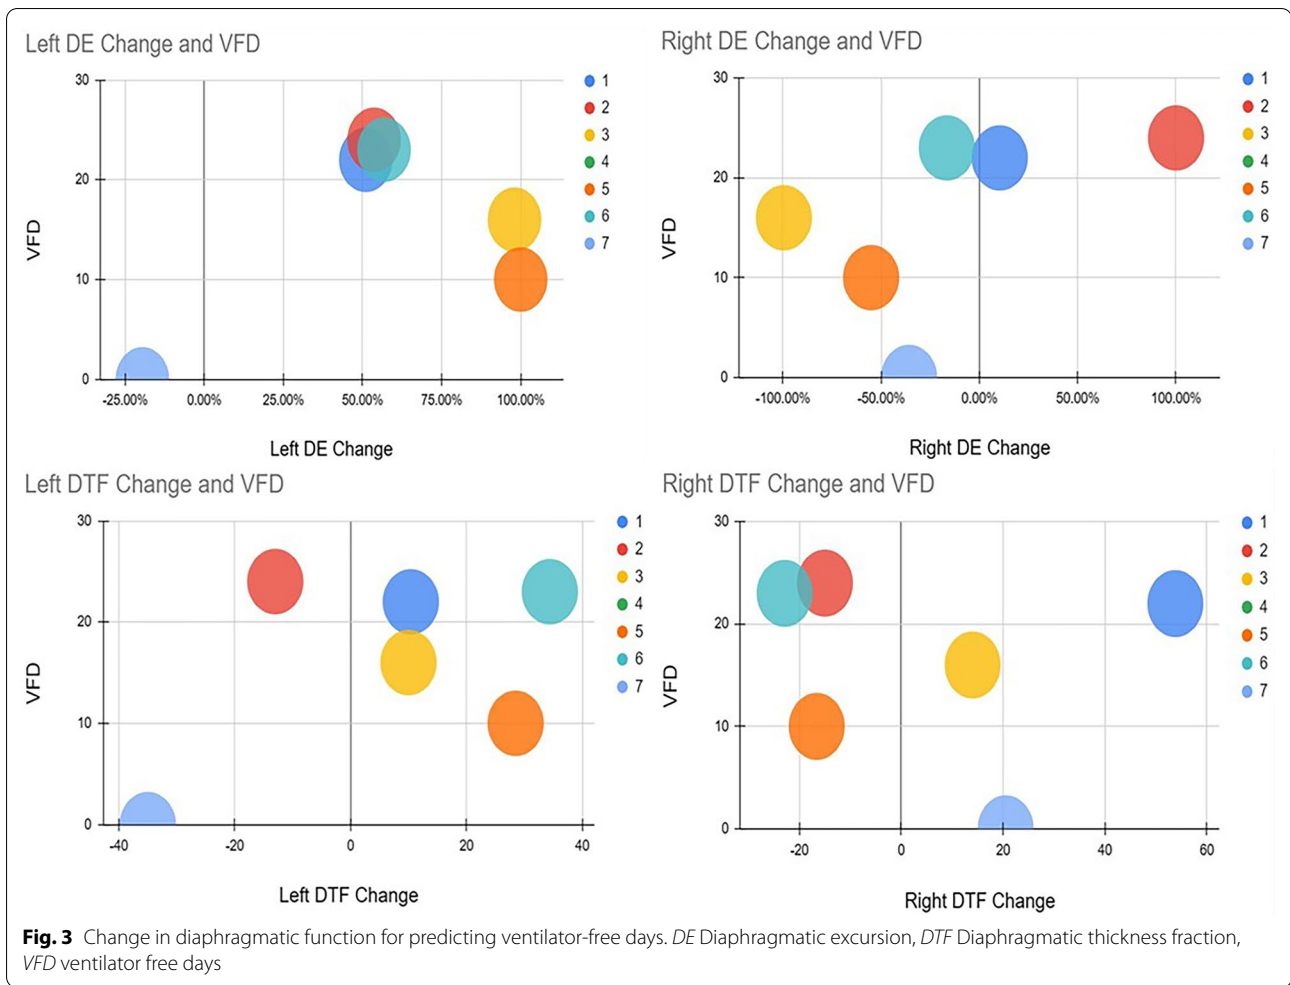 Left DE Change and VFD
30
20
10
0
VFD
-25.00% 0.00% 25.00% 50.00% 75.00% 100.00%
Left DE Change
1
2
3
4
5
6
7
Right DE Change and VFD
30
20
10
0
VFD
-100.00% -50.00% 0.00% 50.00% 100.00%
Right DE Change
1
2
3
4
5
6
7
Left DTF Change and VFD
30
20
10
0
VFD
-40 -20 0 20 40
Left DTF Change
1
2
3
4
5
6
7
Right DTF Change and VFD
30
20
10
0
VFD
-20 0 20 40 60
Right DTF Change
1
2
3
4
5
6
7
Fig. 3 Change in diaphragmatic function for predicting ventilator-free days. DE Diaphragmatic excursion, DTF Diaphragmatic thickness fraction,
VFD ventilator free days